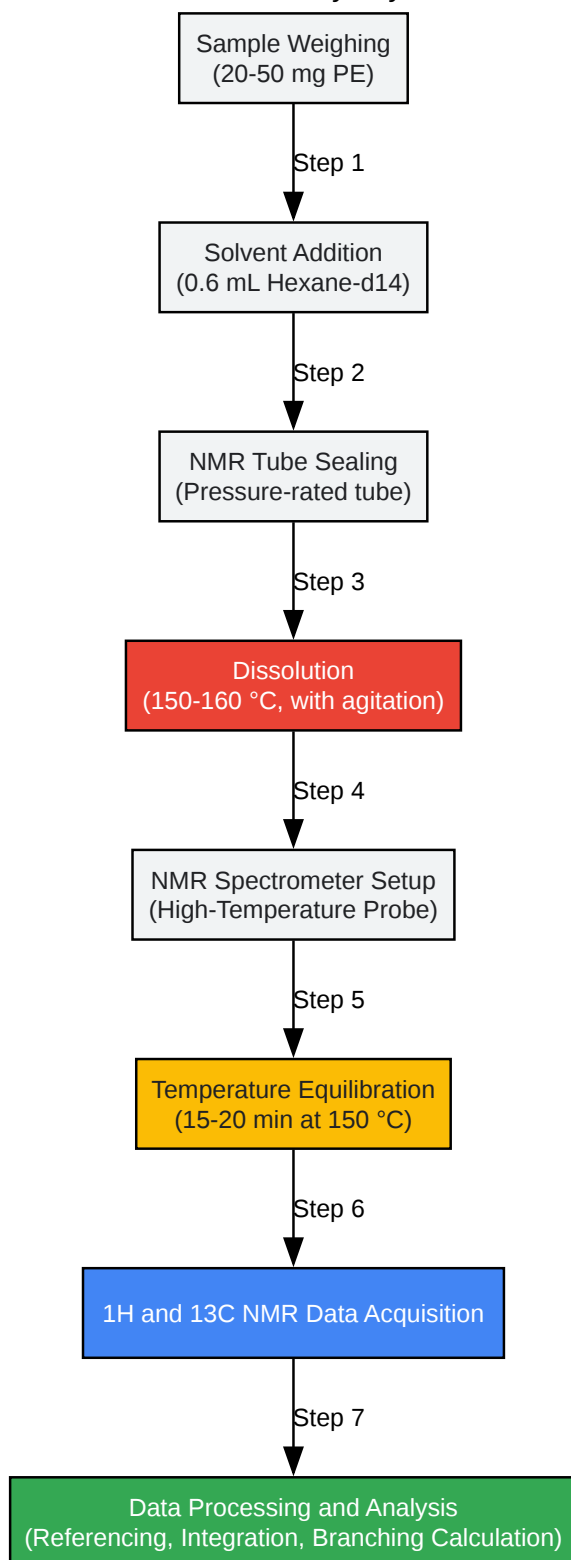 Sample Weighing
(20-50 mg PE)
Step 1
Solvent Addition
(0.6 mL Hexane-d14)
Step 2
NMR Tube Sealing
(Pressure-rated tube)
Step 3
Dissolution
(150-160 °C, with agitation)
Step 4
NMR Spectrometer Setup
(High-Temperature Probe)
Step 5
Temperature Equilibration
(15-20 min at 150 °C)
Step 6
1H and 13C NMR Data Acquisition
Step 7
Data Processing and Analysis
(Referencing, Integration, Branching Calculation)